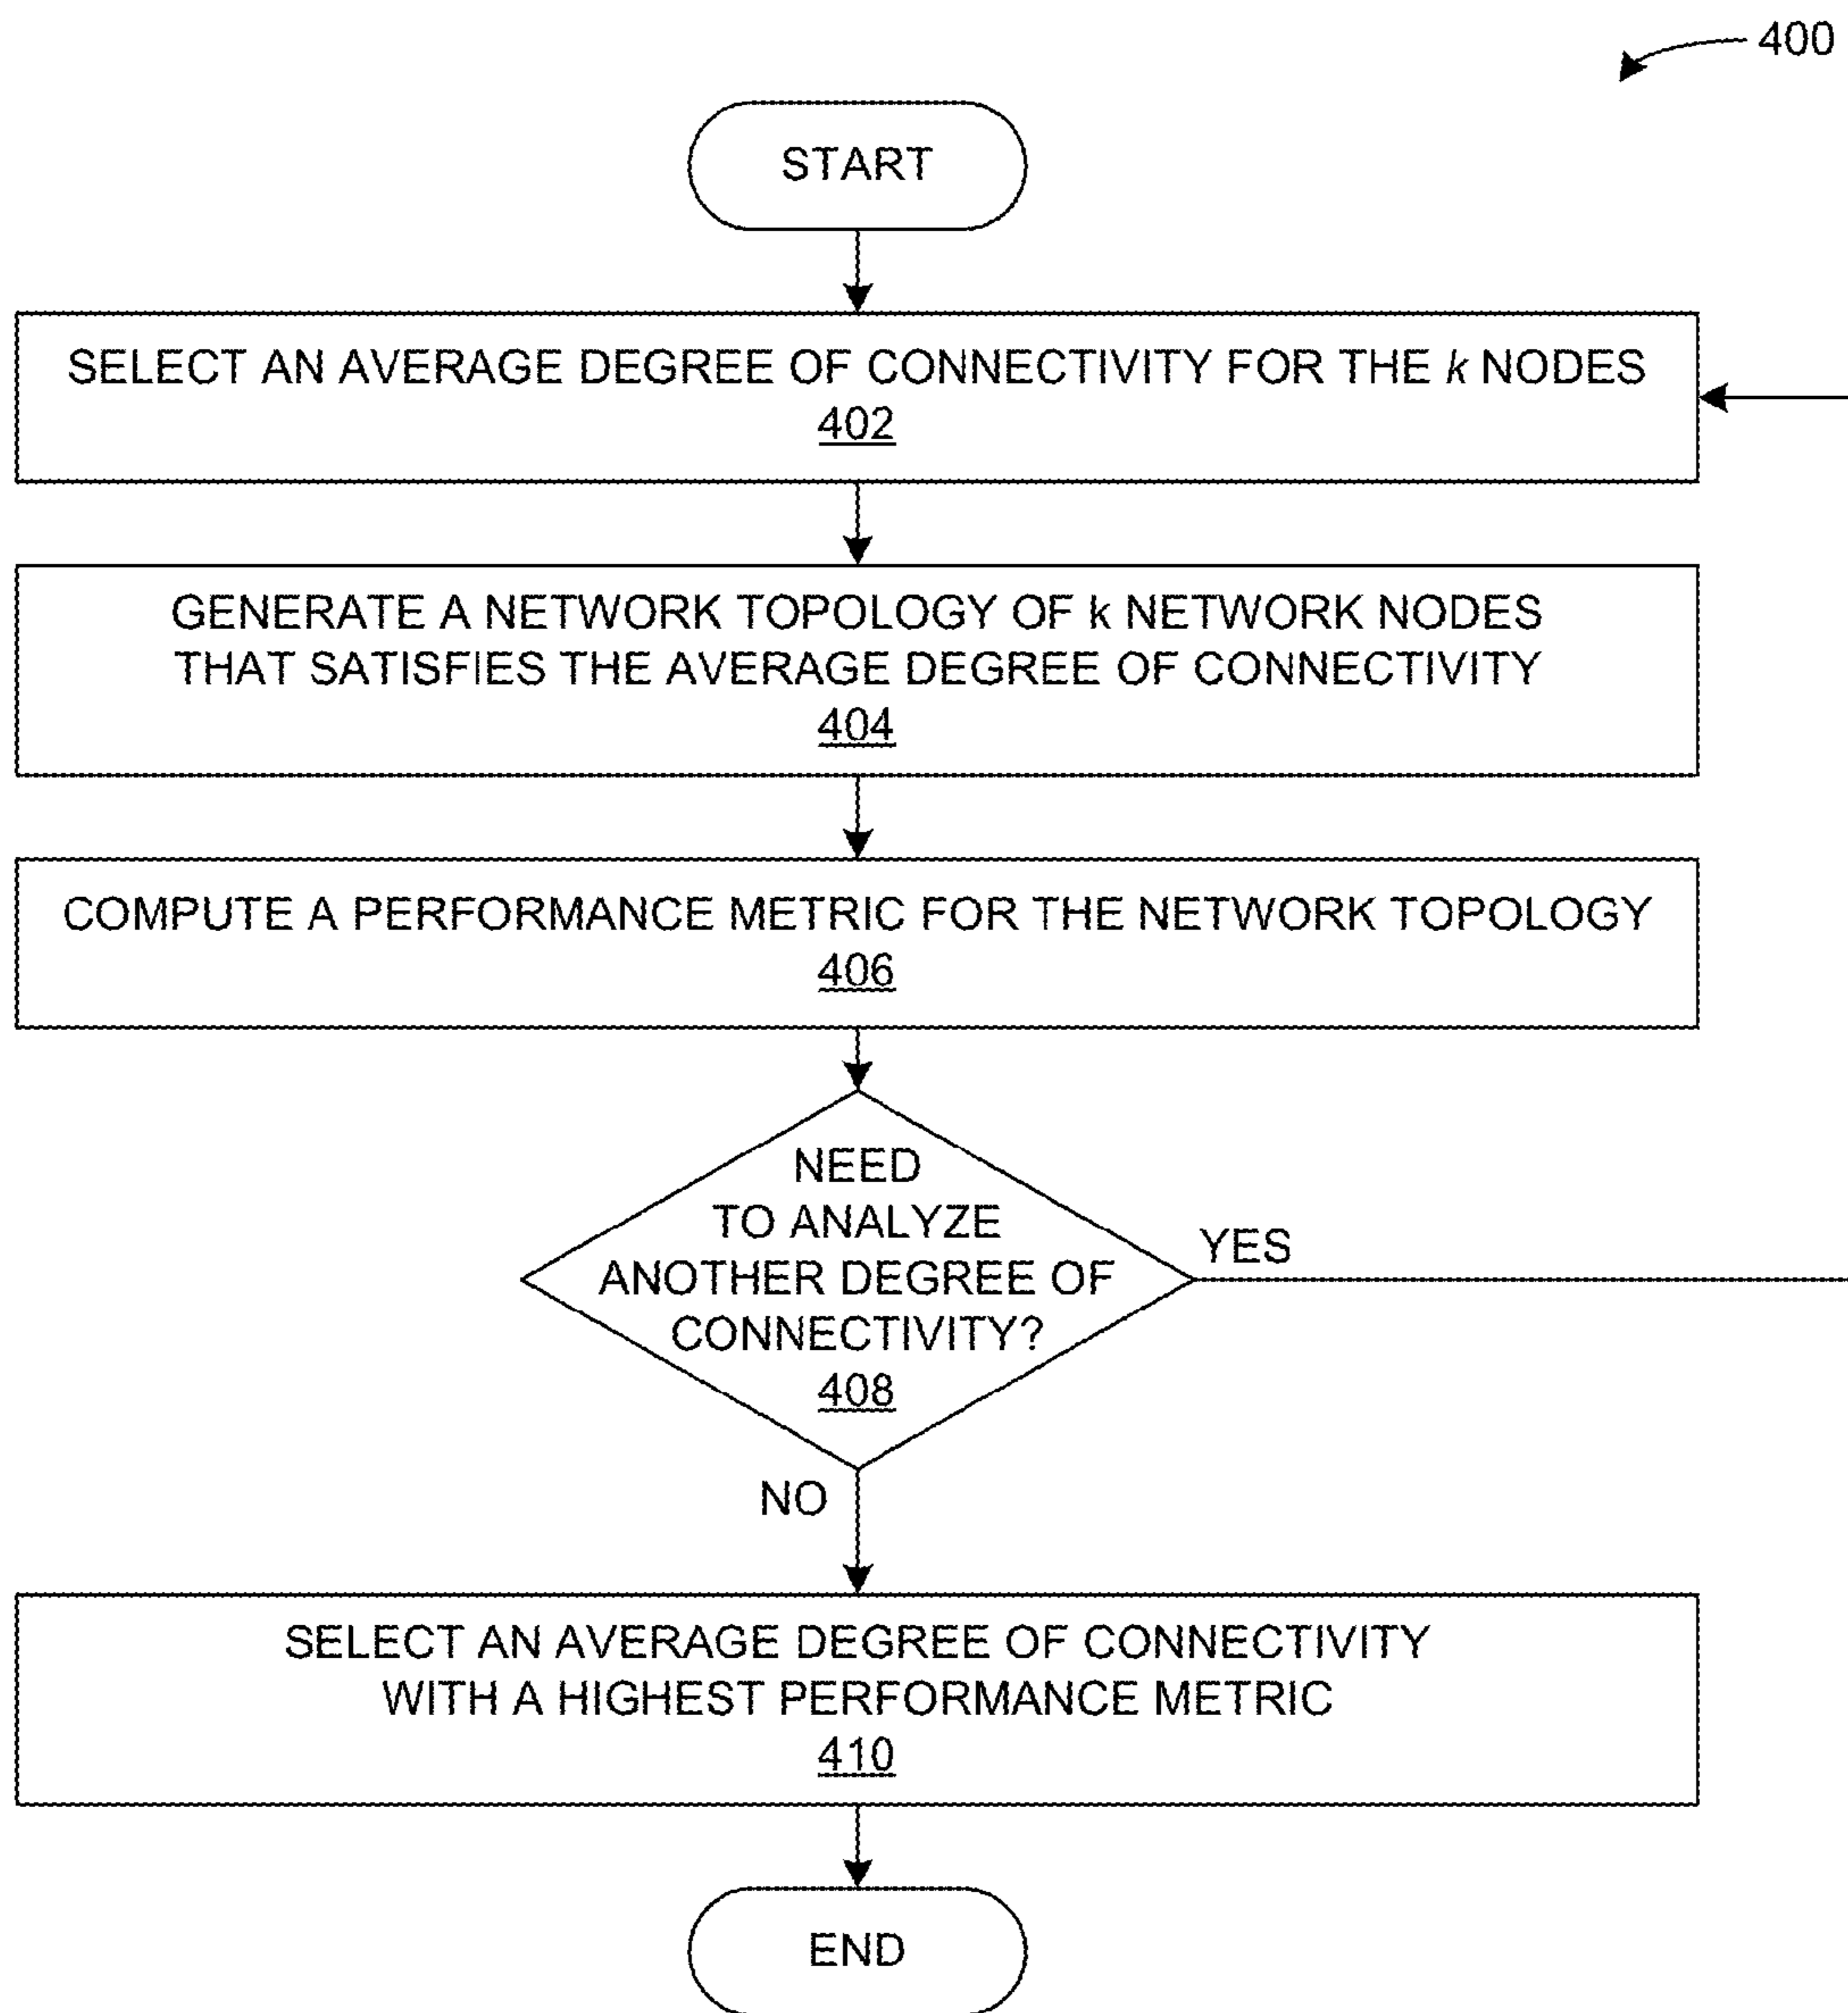 400
START
SELECT AN AVERAGE DEGREE OF CONNECTIVITY FOR THE k NODES
402
GENERATE A NETWORK TOPOLOGY OF k NETWORK NODES
THAT SATISFIES THE AVERAGE DEGREE OF CONNECTIVITY
404
COMPUTE A PERFORMANCE METRIC FOR THE NETWORK TOPOLOGY
406
NEED
TO ANALYZE
ANOTHER DEGREE OF
CONNECTIVITY?
408
YES
NO
SELECT AN AVERAGE DEGREE OF CONNECTIVITY
WITH A HIGHEST PERFORMANCE METRIC
410
END